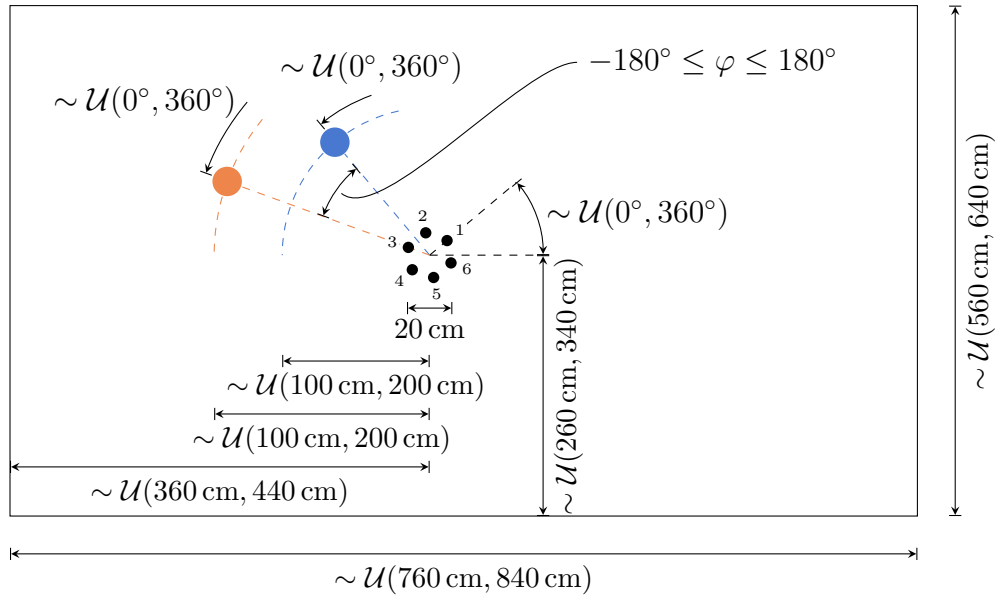 ∼ 𝒰(0°, 360°)
−180° ≤ φ ≤ 180°
∼ 𝒰(0°, 360°)
∼ 𝒰(0°, 360°)
2
1
3
6
4
5
20 cm
∼ 𝒰(100 cm, 200 cm)
∼ 𝒰(100 cm, 200 cm)
∼ 𝒰(360 cm, 440 cm)
∼ 𝒰(260 cm, 340 cm)
∼ 𝒰(560 cm, 640 cm)
∼ 𝒰(760 cm, 840 cm)